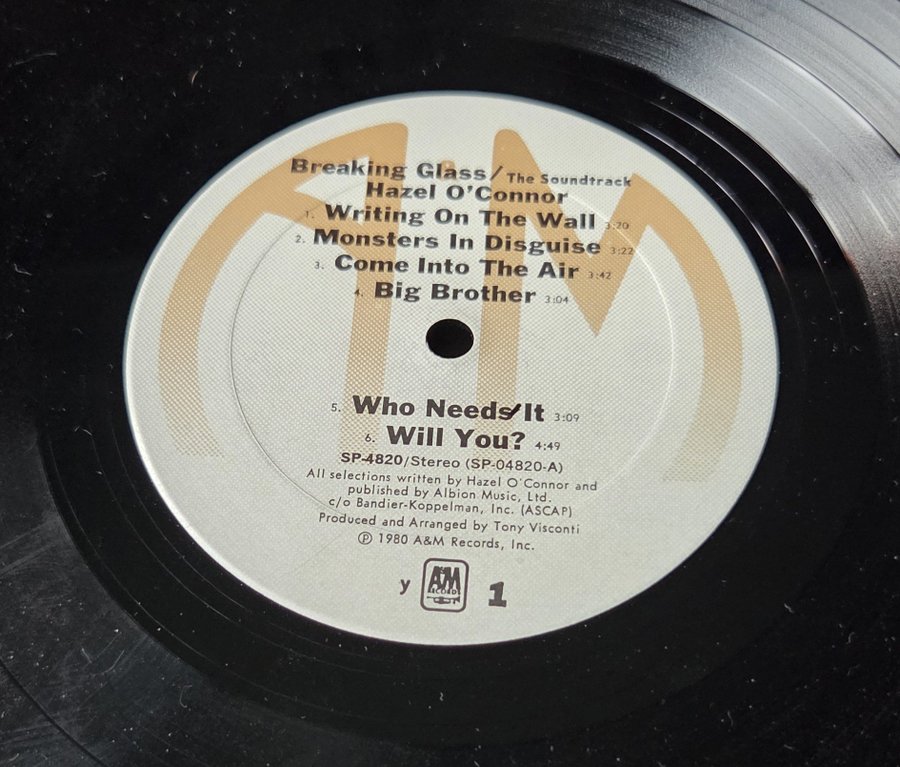 Breaking Glass/The Soundtrack
Hazel O'Connor
1. Writing On The Wall 3:20
2. Monsters In Disguise 3:22
3. Come Into The Air 3:42
4. Big Brother 3:04
5. Who Needs It 3:09
6. Will You? 4:49
SP-4820/Stereo (SP-04820-A)
All selections written by Hazel O'Connor and
published by Albion Music, Ltd.
c/o Bandier-Koppelman, Inc. (ASCAP)
Produced and Arranged by Tony Visconti
℗ 1980 A&M Records, Inc.
y A&M RECORDS 1